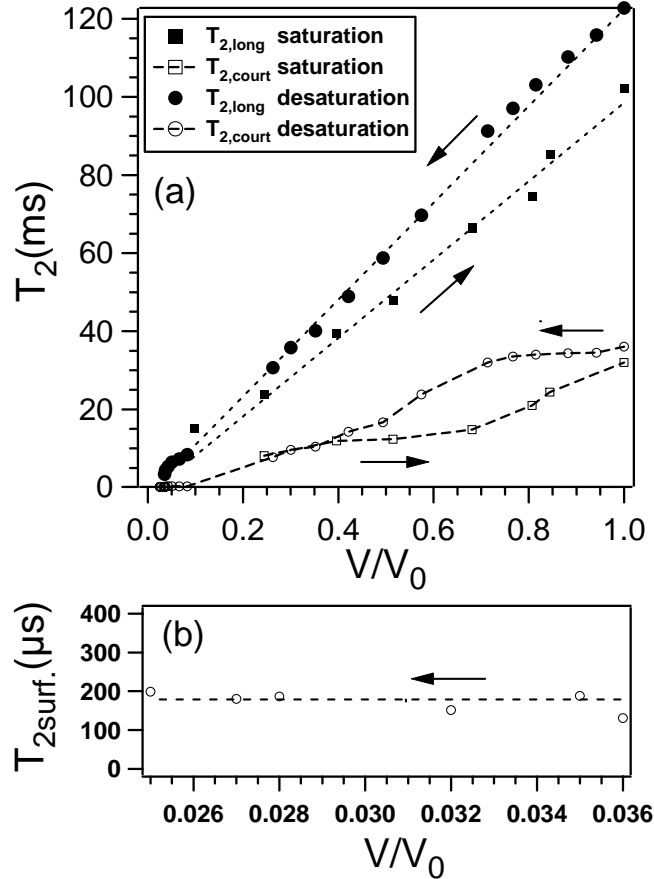 120
100
80
60
40
20
0
T2(ms)
T2,long saturation
T2,court saturation
T2,long desaturation
T2,court desaturation
(a)
0.0 0.2 0.4 0.6 0.8 1.0
V/V0
400
300
200
100
0
T2surf.(µs)
(b)
0.026 0.028 0.030 0.032 0.034 0.036
V/V0